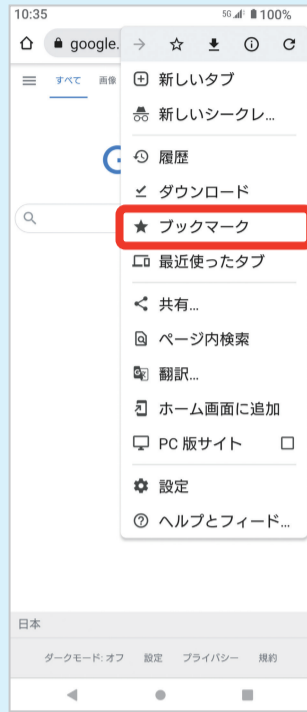 10:35 5G 100%
google.
すべて 画像
新しいタブ
新しいシークレ...
履歴
ダウンロード
ブックマーク
最近使ったタブ
共有...
ページ内検索
翻訳...
ホーム画面に追加
PC 版サイト
設定
ヘルプとフィード...
日本
ダークモード: オフ 設定 プライバシー 規約